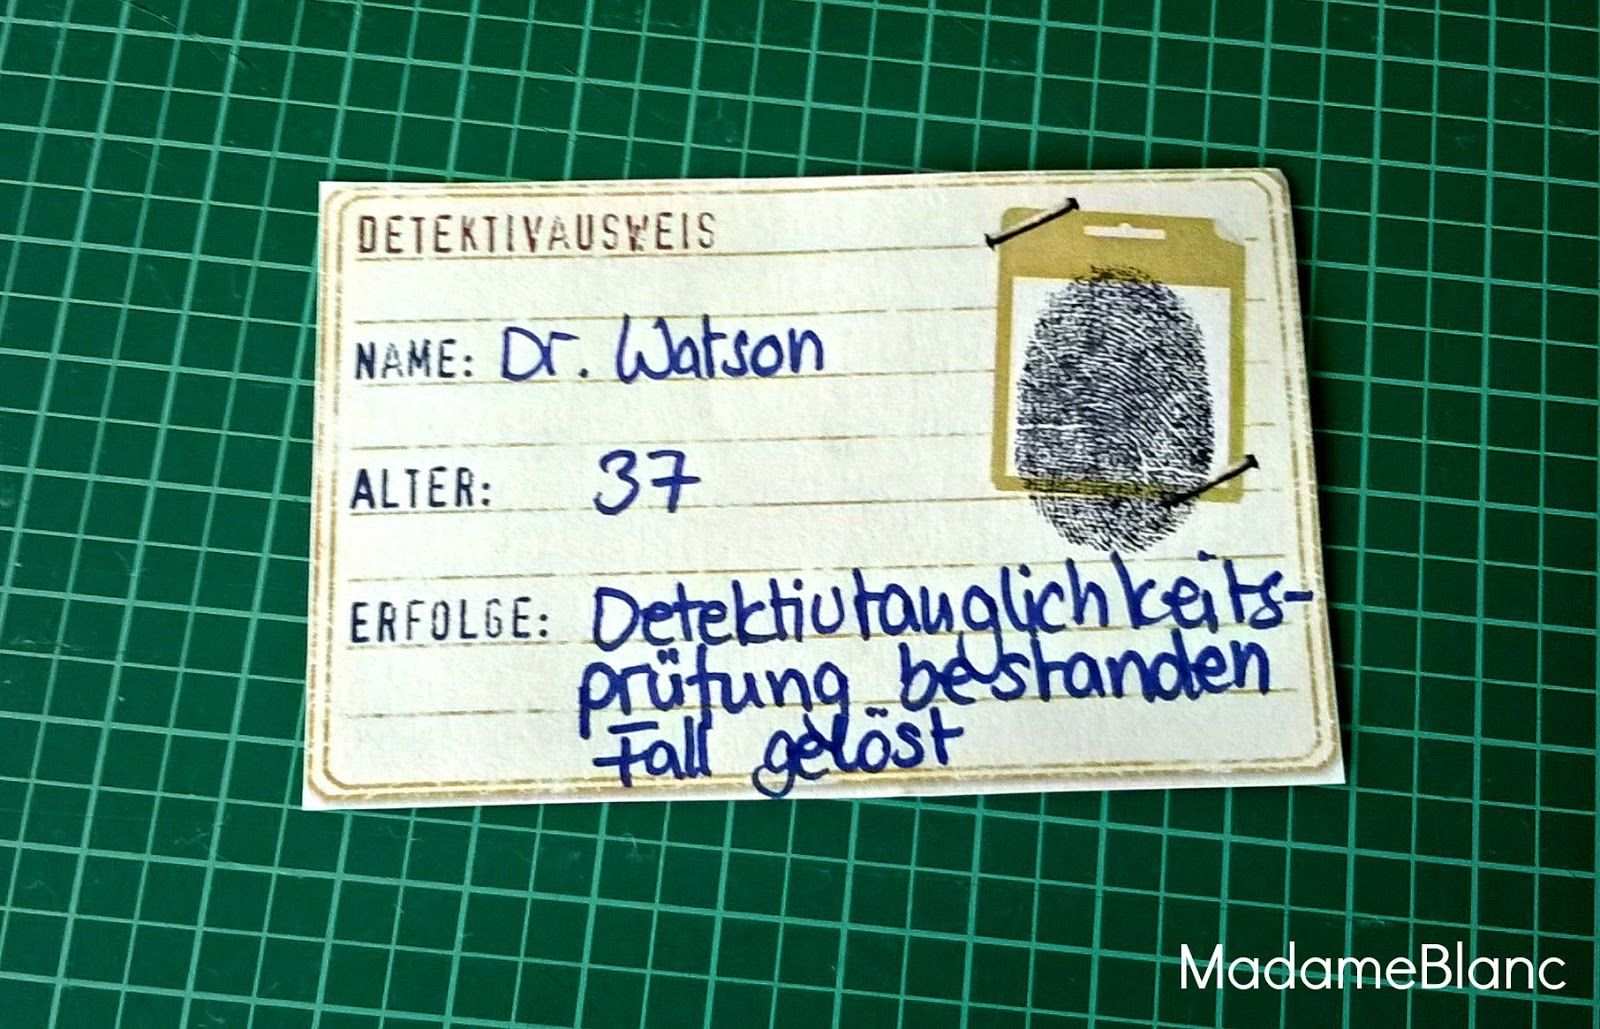 DETEKTIVAUSWEIS
NAME: Dr. Watson
ALTER: 37
ERFOLGE: Detektivtauglichkeits-
prüfung bestanden
Fall gelöst
MadameBlanc